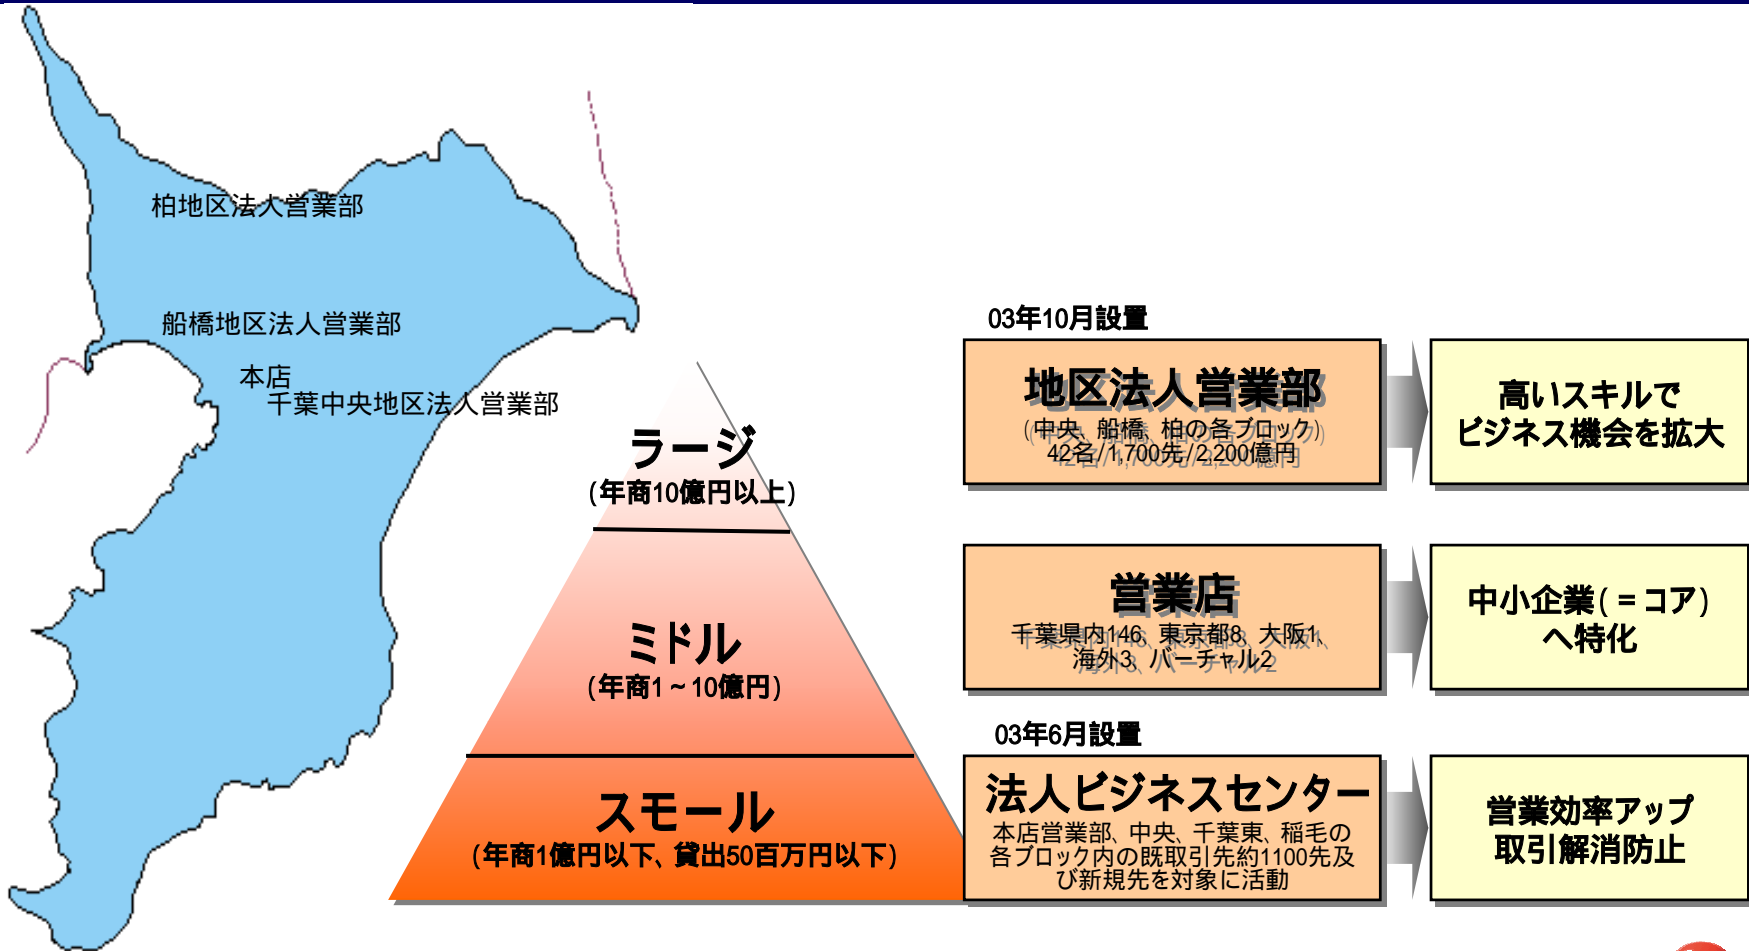 柏地区法人営業部
船橋地区法人営業部
本店
千葉中央地区法人営業部
ラージ
(年商10億円以上)
ミドル
(年商1~10億円)
スモール
(年商1億円以下、貸出50百万円以下)
03年10月設置
地区法人営業部
(中央、船橋、柏の各ブロック)
42名/1,700先/2,200億円
高いスキルで
ビジネス機会を拡大
営業店
千葉県内146、東京都8、大阪1、
海外3、バーチャル2
中小企業(=コア)
へ特化
03年6月設置
法人ビジネスセンター
本店営業部、中央、千葉東、稲毛の
各ブロック内の既取引先約1100先及
び新規先を対象に活動
営業効率アップ
取引解消防止